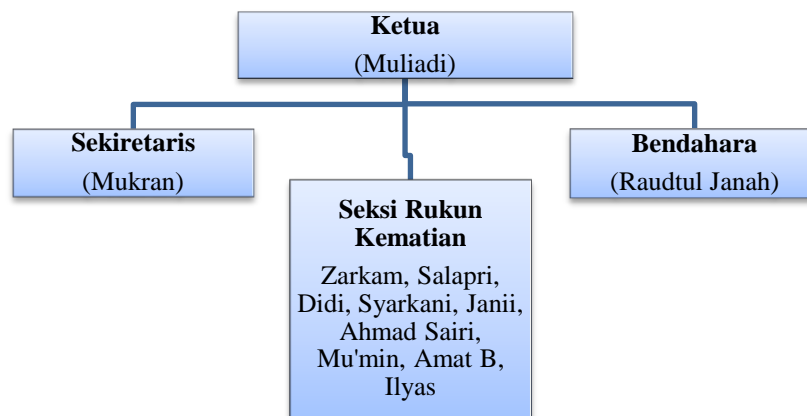 Ketua
(Muliadi)
Sekiretaris
(Mukran)
Bendahara
(Raudtul Janah)
Seksi Rukun
Kematian
Zarkam, Salapri,
Didi, Syarkani, Janii,
Ahmad Sairi,
Mu'min, Amat B,
Ilyas